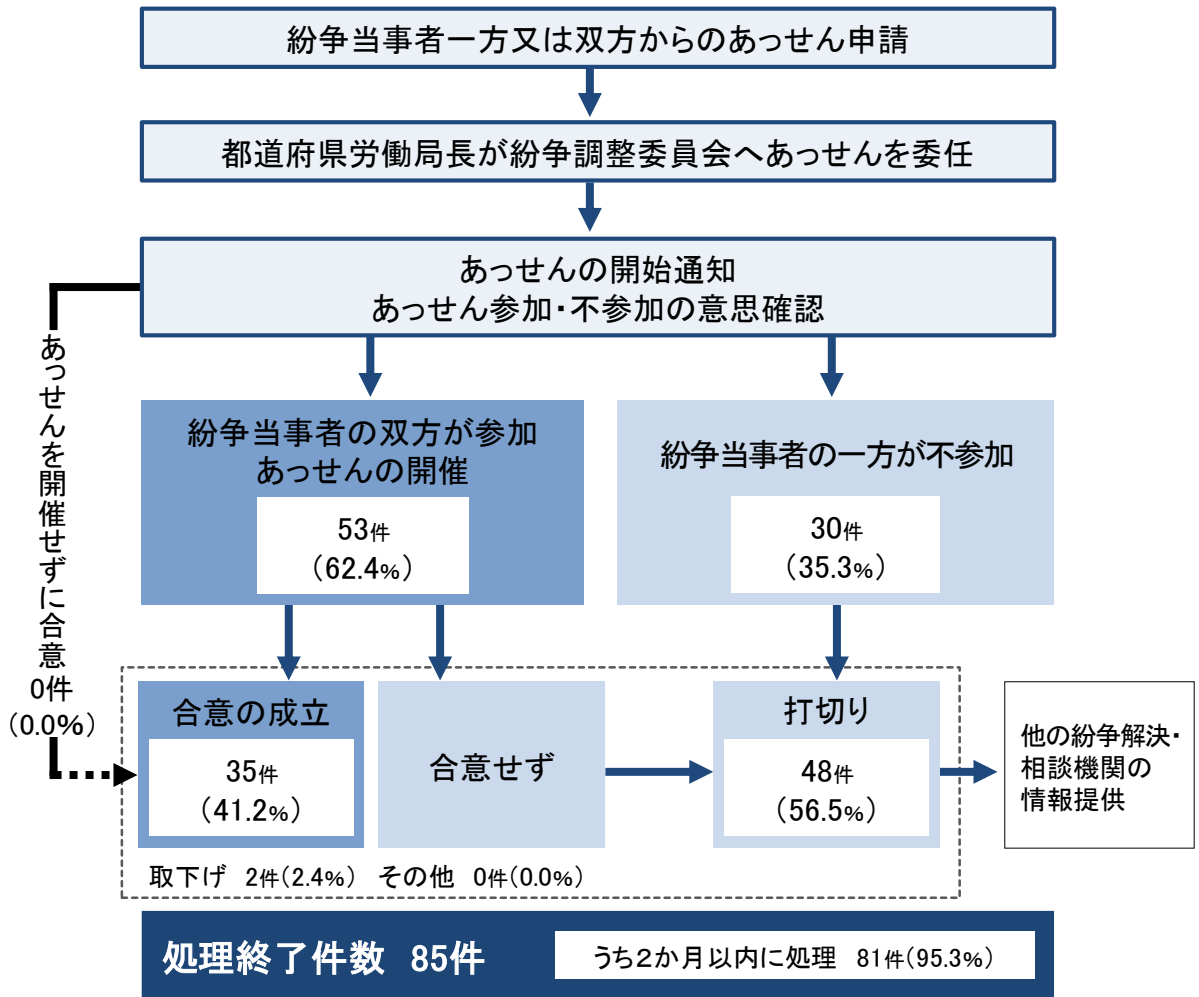 紛争当事者一方又は双方からのあっせん申請
都道府県労働局長が紛争調整委員会へあっせんを委任
あっせんの開始通知
あっせん参加・不参加の意思確認
あっせんを開催せずに合意
0件
(0.0%)
紛争当事者の双方が参加
あっせんの開催
53件
(62.4%)
紛争当事者の一方が不参加
30件
(35.3%)
合意の成立
35件
(41.2%)
合意せず
打切り
48件
(56.5%)
他の紛争解決・
相談機関の
情報提供
取下げ 2件(2.4%) その他 0件(0.0%)
処理終了件数 85件
うち2か月以内に処理 81件(95.3%)